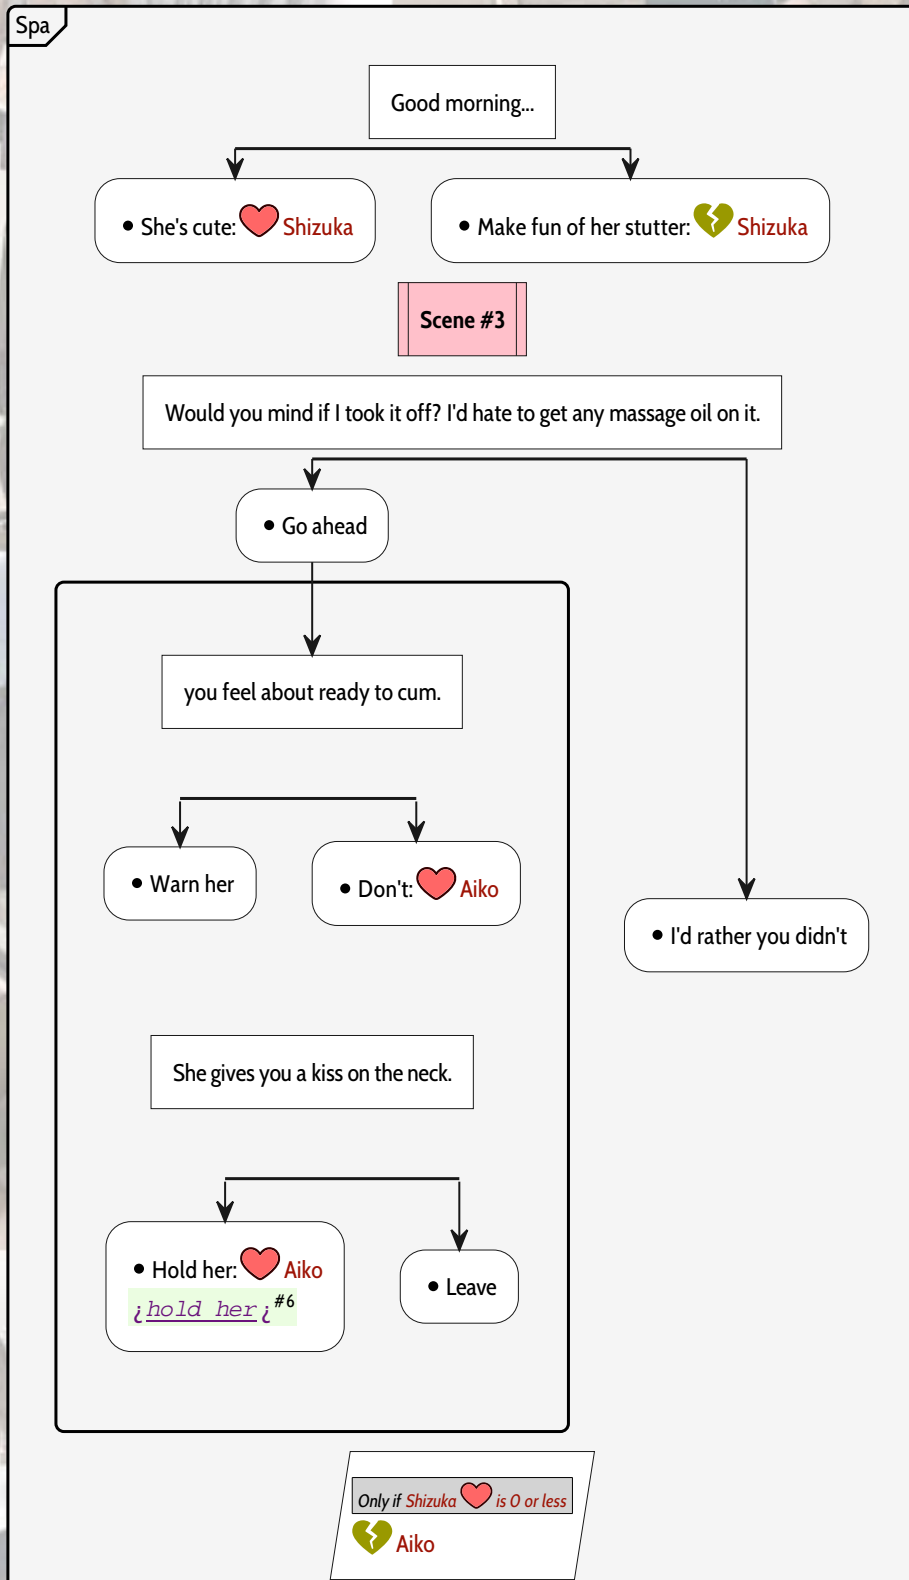 Spa
Good morning...
• She's cute: Shizuka
• Make fun of her stutter: Shizuka
Scene #3
Would you mind if I took it off? I'd hate to get any massage oil on it.
• Go ahead
you feel about ready to cum.
• Warn her
• Don't: Aiko
• I'd rather you didn't
She gives you a kiss on the neck.
• Hold her: Aiko
¿hold her¿#6
• Leave
Only if Shizuka is 0 or less
Aiko